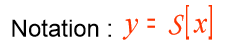 Notation : y = S[x]